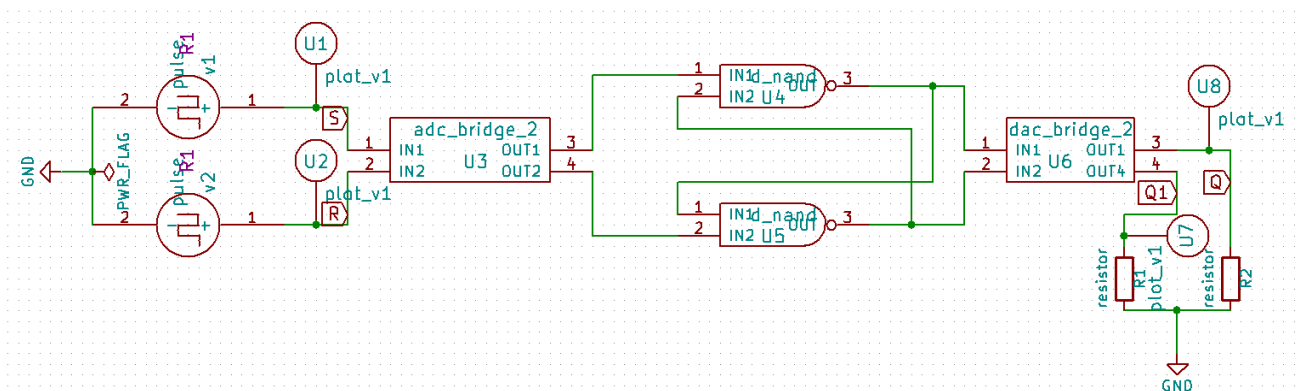 pulse
R1
v1
2
1
-
+
U1
plot_v1
S
GND
PWR_FLAG
pulse
R1
v2
2
1
-
+
U2
plot_v1
R
adc_bridge_2
1
IN1
OUT1
3
2
IN2
OUT2
4
U3
1
IN1
d_nand
OUT
3
2
IN2
U4
1
IN1
d_nand
OUT
3
2
IN2
U5
dac_bridge_2
1
IN1
OUT1
3
2
IN2
OUT4
4
U6
U8
plot_v1
Q1
Q
U7
plot_v1
resistor
R1
resistor
R2
GND